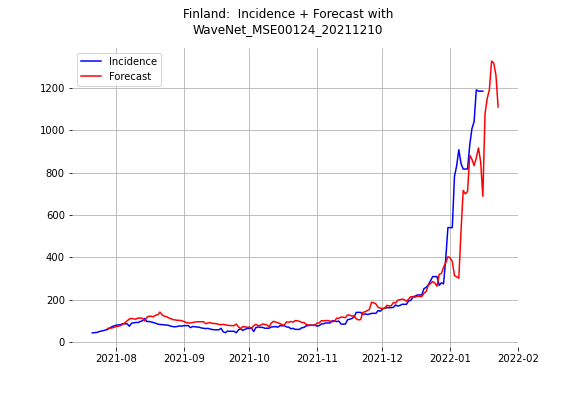 Finland:  Incidence + Forecast with
WaveNet_MSE00124_20211210
Incidence
Forecast
1200
1000
800
600
400
200
0
2021-08 2021-09 2021-10 2021-11 2021-12 2022-01 2022-02